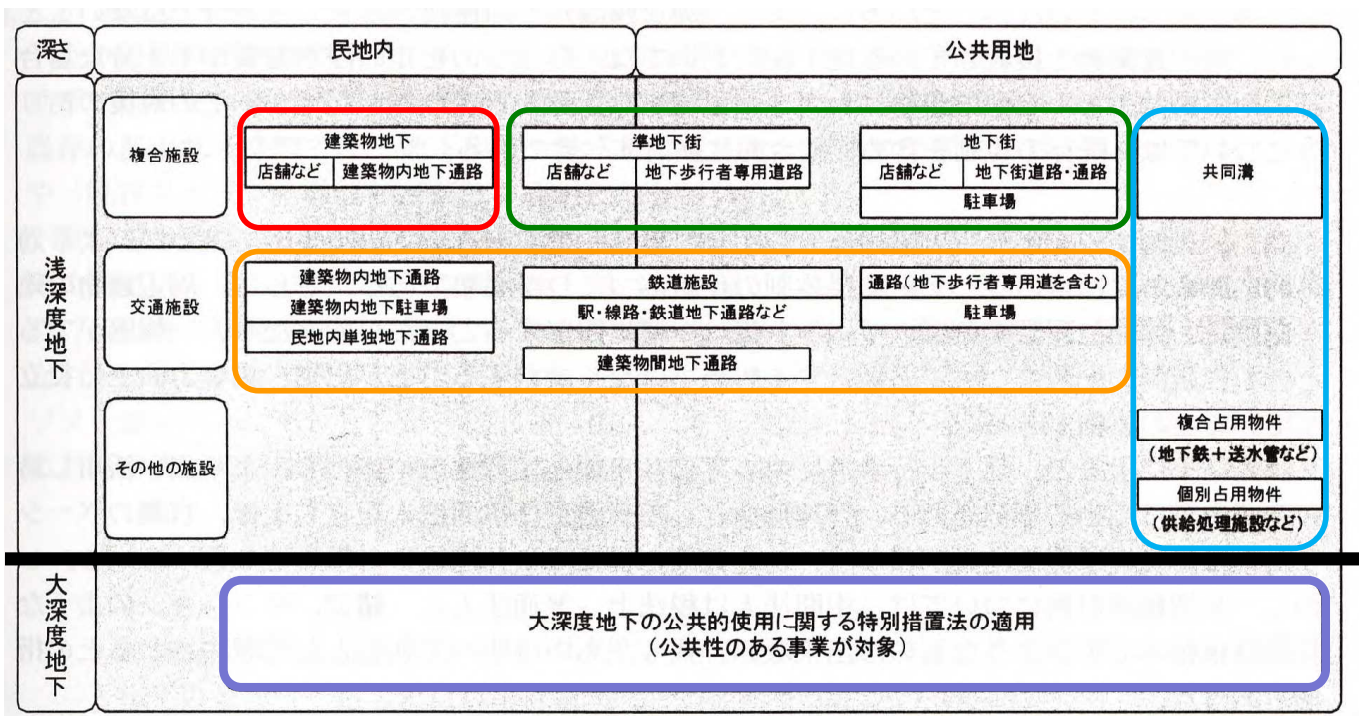 深さ
民地内
公共用地
浅深度地下
複合施設
建築物地下
店舗など
建築物内地下通路
準地下街
店舗など
地下歩行者専用道路
地下街
店舗など
地下街道路・通路
駐車場
共同溝
交通施設
建築物内地下通路
建築物内地下駐車場
民地内単独地下通路
鉄道施設
駅・線路・鉄道地下通路など
建築物間地下通路
通路(地下歩行者専用道を含む)
駐車場
その他の施設
複合占用物件
(地下鉄+送水管など)
個別占用物件
(供給処理施設など)
大深度地下
大深度地下の公共的使用に関する特別措置法の適用
(公共性のある事業が対象)